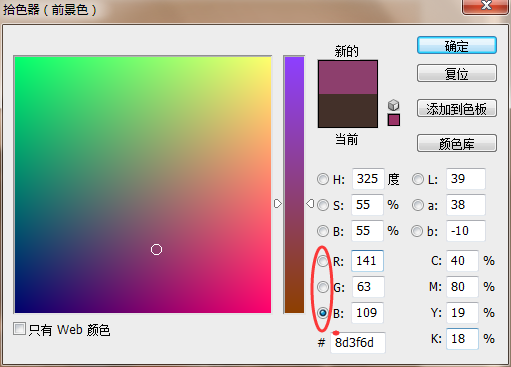 拾色器（前景色）
新的
当前
确定
复位
添加到色板
颜色库
H: 325 度
S: 55 %
B: 55 %
R: 141
G: 63
B: 109
# 8d3f6d
L: 39
a: 38
b: -10
C: 40 %
M: 80 %
Y: 19 %
K: 18 %
只有 Web 颜色